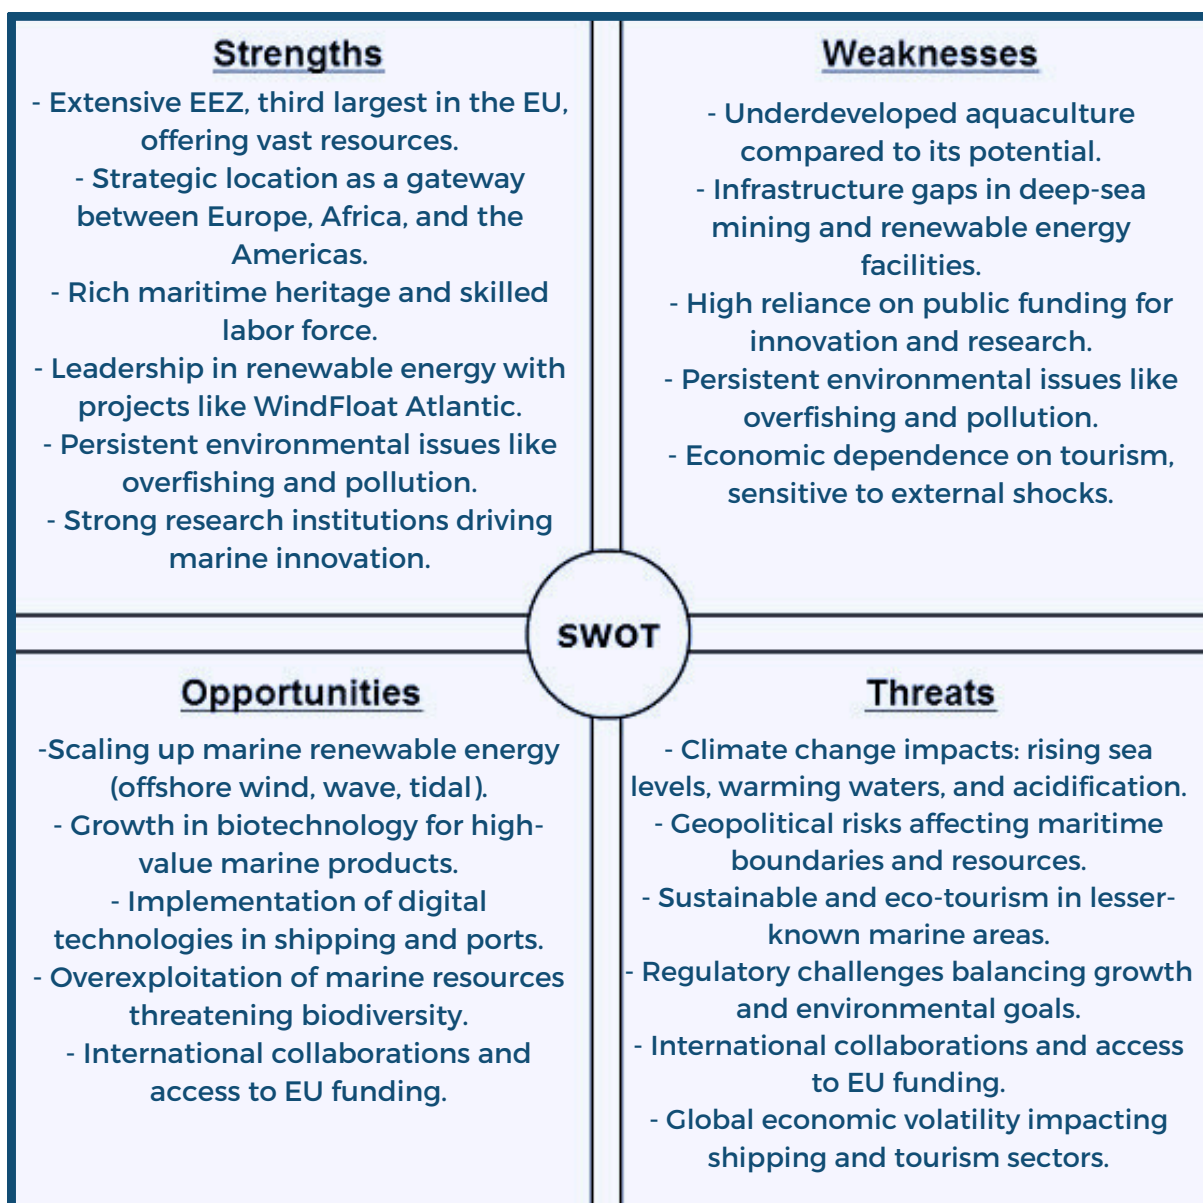 Strengths
- Extensive EEZ, third largest in the EU,
offering vast resources.
- Strategic location as a gateway
between Europe, Africa, and the
Americas.
- Rich maritime heritage and skilled
labor force.
- Leadership in renewable energy with
projects like WindFloat Atlantic.
- Persistent environmental issues like
overfishing and pollution.
- Strong research institutions driving
marine innovation.
Weaknesses
- Underdeveloped aquaculture
compared to its potential.
- Infrastructure gaps in deep-sea
mining and renewable energy
facilities.
- High reliance on public funding for
innovation and research.
- Persistent environmental issues like
overfishing and pollution.
- Economic dependence on tourism,
sensitive to external shocks.
SWOT
Opportunities
-Scaling up marine renewable energy
(offshore wind, wave, tidal).
- Growth in biotechnology for high-
value marine products.
- Implementation of digital
technologies in shipping and ports.
- Overexploitation of marine resources
threatening biodiversity.
- International collaborations and
access to EU funding.
Threats
- Climate change impacts: rising sea
levels, warming waters, and acidification.
- Geopolitical risks affecting maritime
boundaries and resources.
- Sustainable and eco-tourism in lesser-
known marine areas.
- Regulatory challenges balancing growth
and environmental goals.
- International collaborations and access
to EU funding.
- Global economic volatility impacting
shipping and tourism sectors.